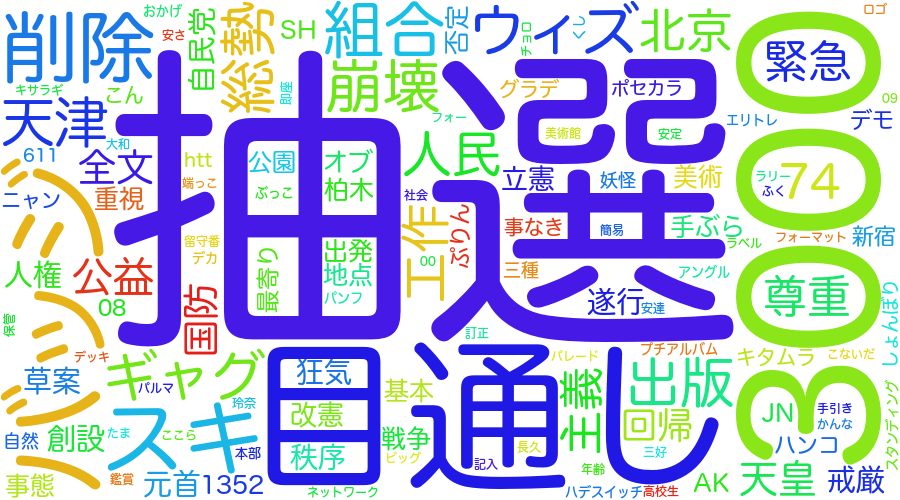 おかげ
安さ
自民党
総勢
SH
組合
否定
ウィズ
チョロ
しく
北京
ロゴ
削除
緊急
キサラギ
こん
即座
崩壊
グラデ
ポセカラ
09
天津
大和
フォー
美術館
安定
エリトレ
デモ
611
全文
htt
公園
オブ
人民
抽選
立憲
妖怪
美術
74
ラリー
ふく
ニャン
重視
端っこ
ぶっこ
柏木
社会
ぷりん
事なき
簡易
手ぶら
ラベル
フォーマット
新宿
留守番
デカ
工作
00
出発
地点
最寄り
パンフ
三種
アングル
人権
公益
国防
08
遂行
安達
尊重
保管
訂正
しょんぼり
デッキ
ギャグ
目通し
パレード
プチアルバム
キタムラ
こないだ
草案
パルマ
狂気
基本
主義
出版
3000
ジジ
スキ
玲奈
改憲
回帰
JN
手引き
かんな
スタンディング
自然
創設
たま
ここら
本部
秩序
戦争
ビッグ
長久
三好
ハンコ
事態
鑑賞
元首
1352
ネットワーク
記入
年齢
ハデスイッチ
高校生
AK
天皇
戒厳